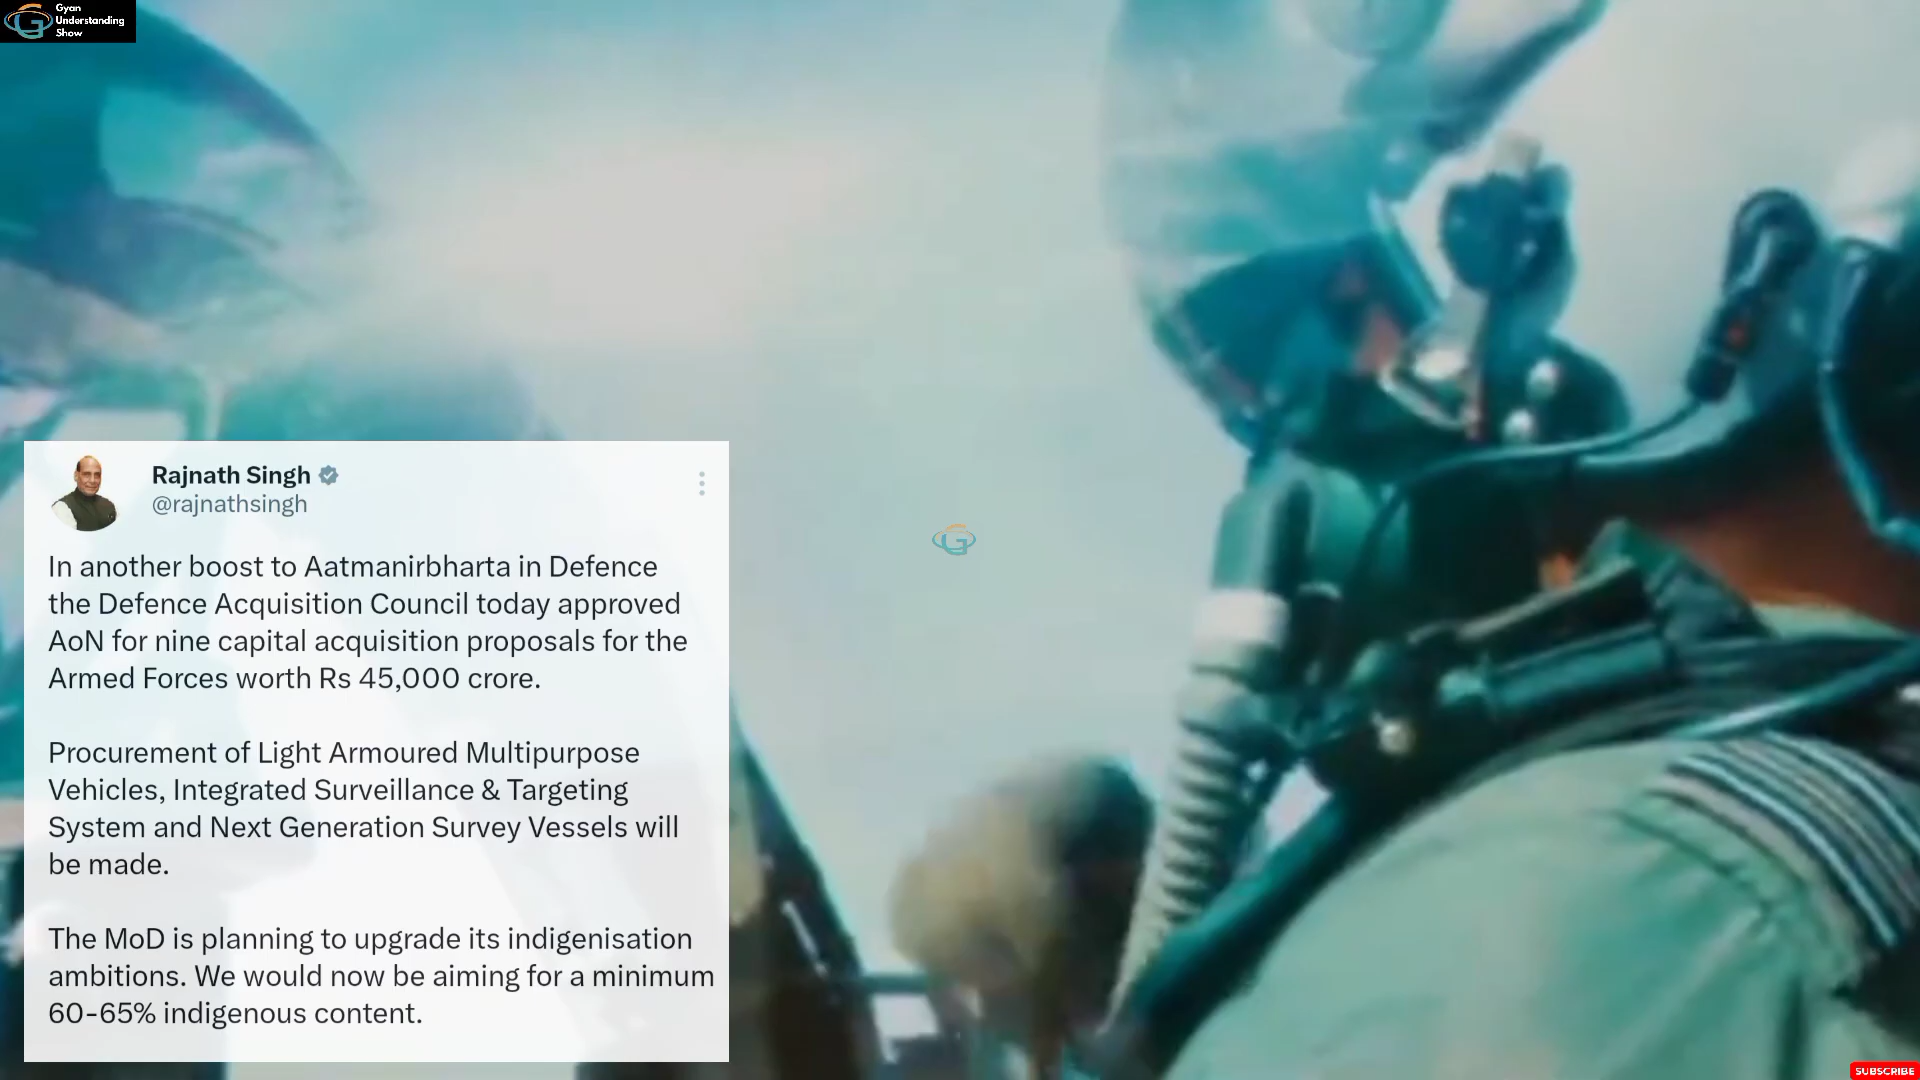 Gyan
Understanding
Show
Rajnath Singh
@rajnathsingh
In another boost to Aatmanirbharta in Defence
the Defence Acquisition Council today approved
AoN for nine capital acquisition proposals for the
Armed Forces worth Rs 45,000 crore.
Procurement of Light Armoured Multipurpose
Vehicles, Integrated Surveillance & Targeting
System and Next Generation Survey Vessels will
be made.
The MoD is planning to upgrade its indigenisation
ambitions. We would now be aiming for a minimum
60-65% indigenous content.
SUBSCRIBE